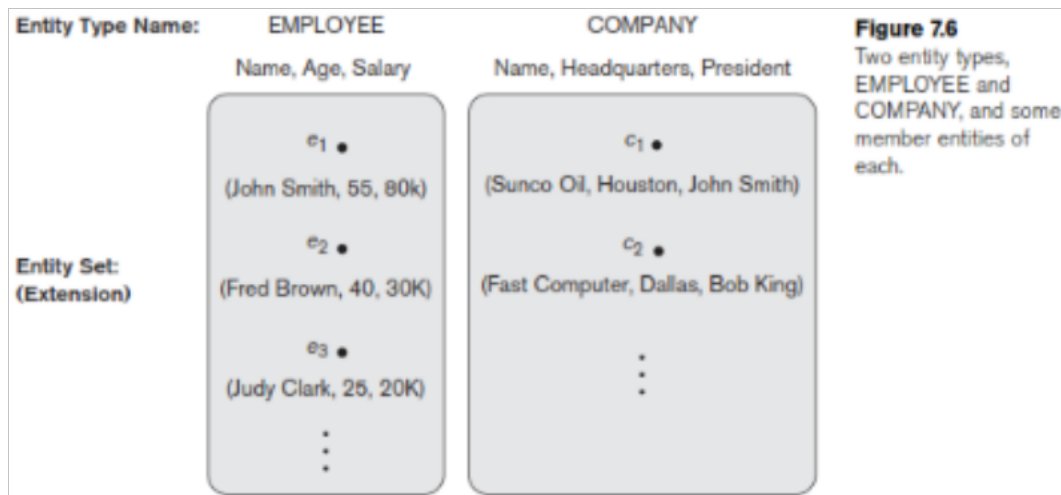 Entity Type Name: EMPLOYEE COMPANY
Name, Age, Salary Name, Headquarters, President
e1 • c1 •
(John Smith, 55, 80k) (Sunco Oil, Houston, John Smith)
e2 • c2 •
Entity Set:
(Extension)
(Fred Brown, 40, 30K) (Fast Computer, Dallas, Bob King)
e3 •
(Judy Clark, 25, 20K)
Figure 7.6
Two entity types,
EMPLOYEE and
COMPANY, and some
member entities of
each.